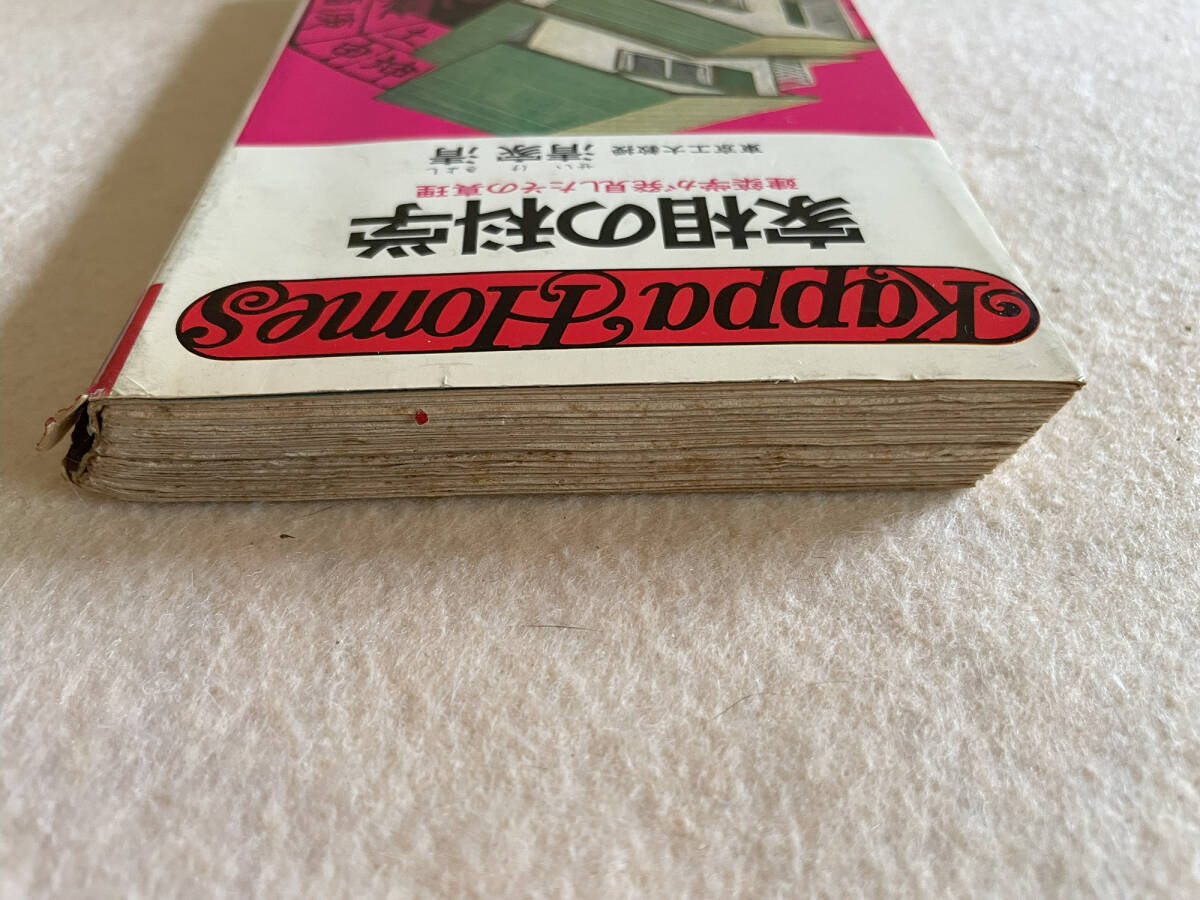 Kappa Homes
家相の科学
建築学が発見したその真理
東京工大教授 清家清
せいけ きよし